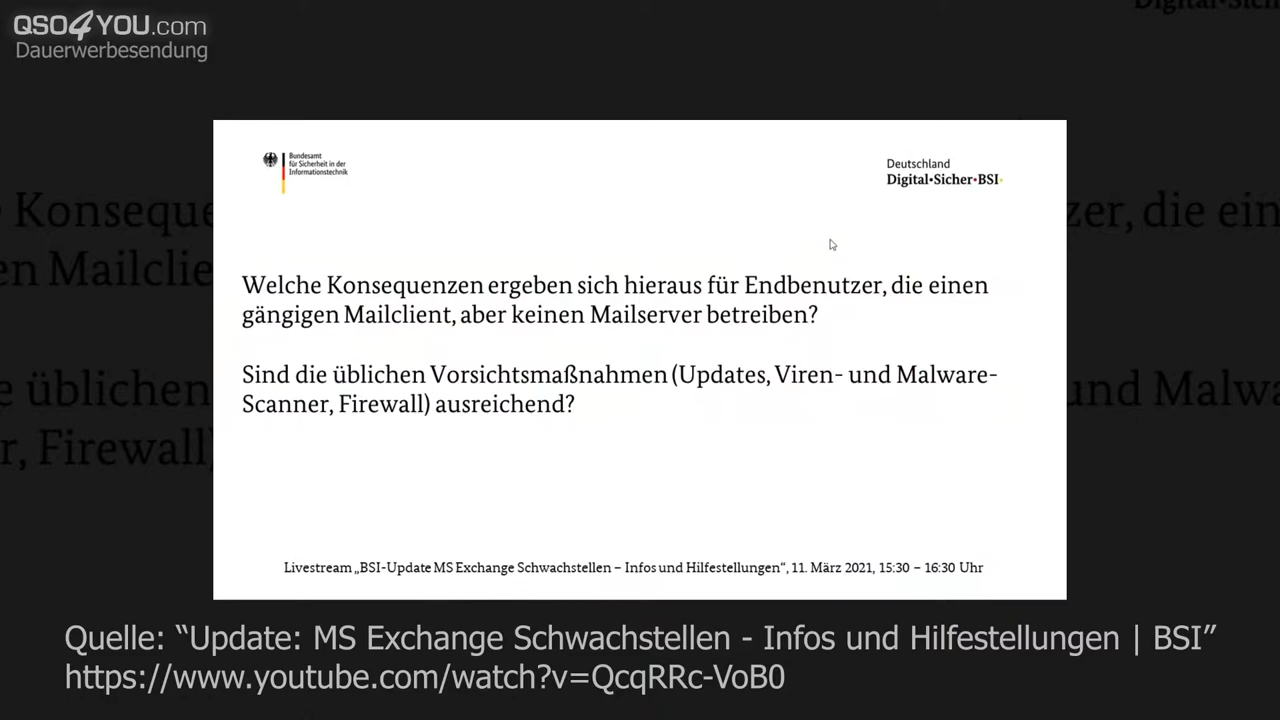 QSO4YOU.com
Dauerwerbesendung
Digital•Sich
Bundesamt
für Sicherheit in der
Informationstechnik
Deutschland
Digital•Sicher•BSI•
Welche Konsequenzen ergeben sich hieraus für Endbenutzer, die einen
gängigen Mailclient, aber keinen Mailserver betreiben?
Sind die üblichen Vorsichtsmaßnahmen (Updates, Viren- und Malware-
Scanner, Firewall) ausreichend?
Livestream „BSI-Update MS Exchange Schwachstellen – Infos und Hilfestellungen“, 11. März 2021, 15:30 – 16:30 Uhr
Quelle: “Update: MS Exchange Schwachstellen - Infos und Hilfestellungen | BSI”
https://www.youtube.com/watch?v=QcqRRc-VoB0